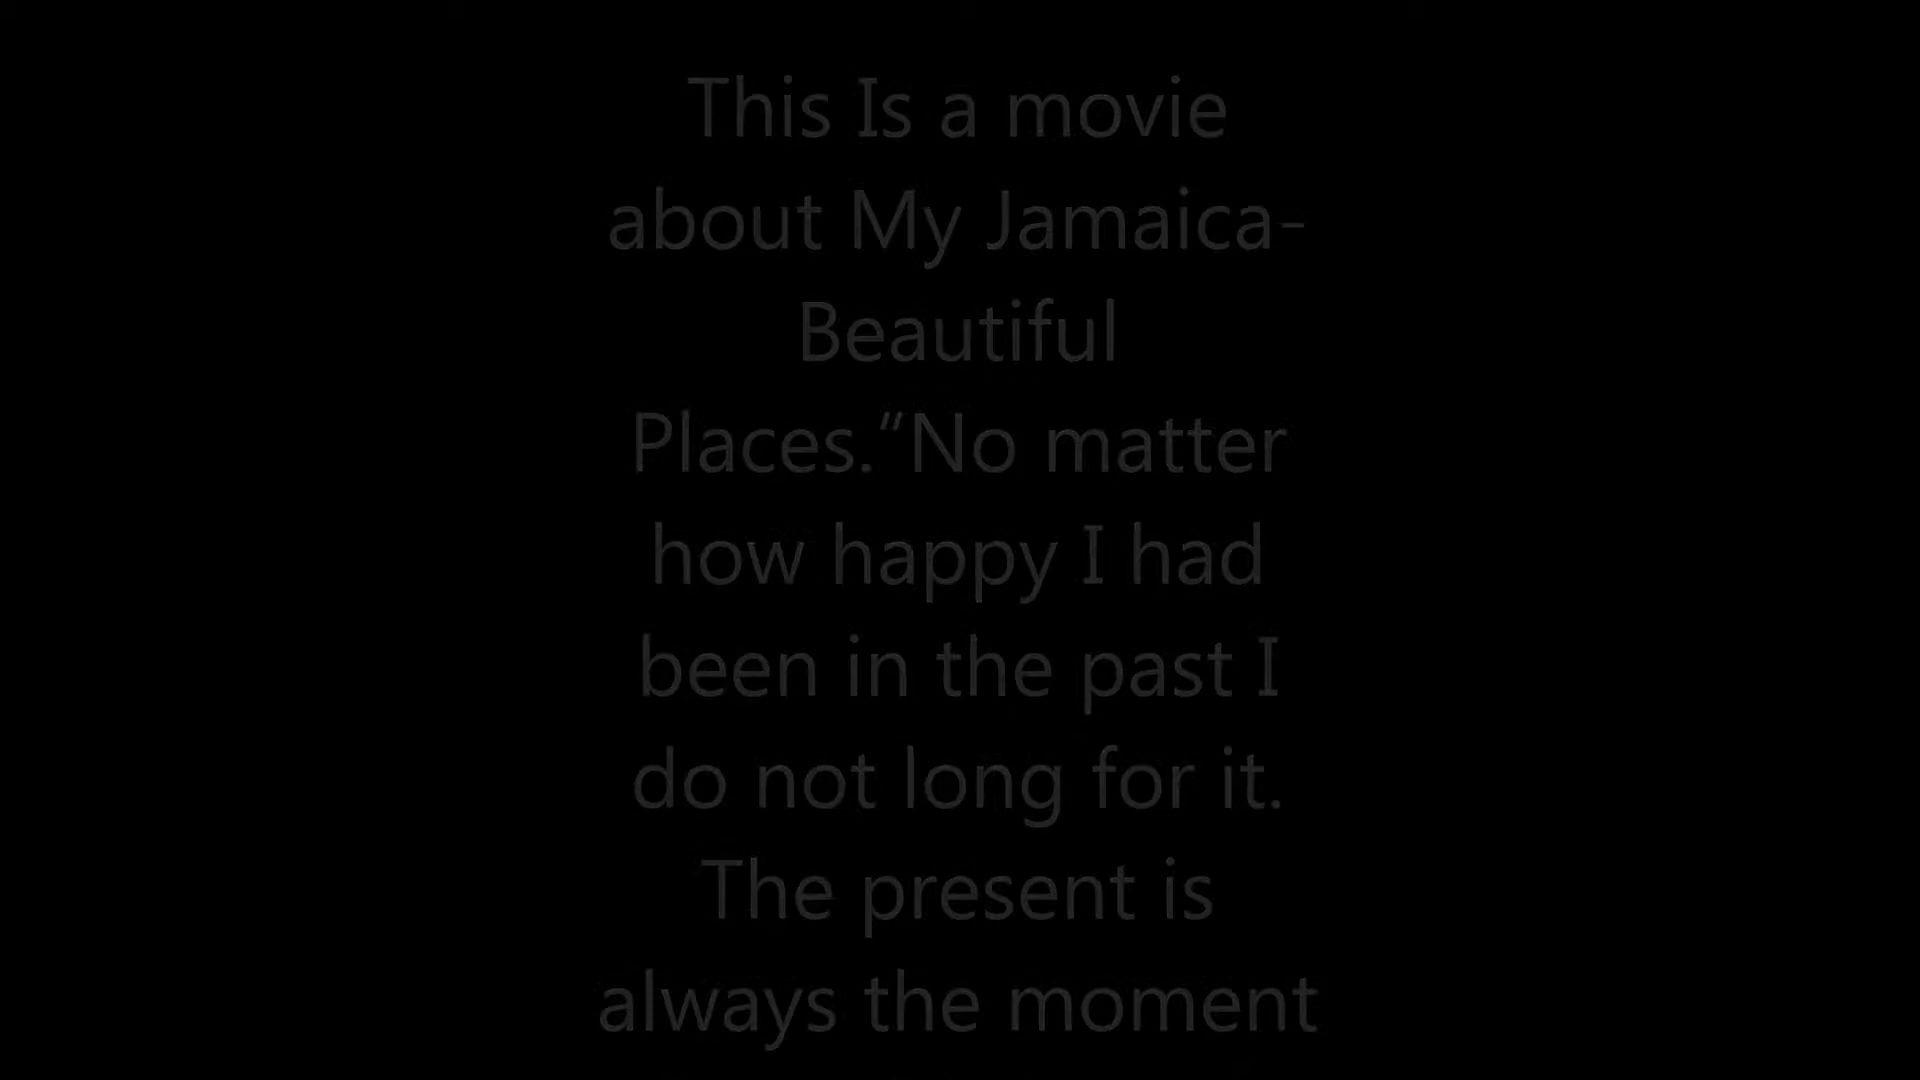 This Is a movie
about My Jamaica-
Beautiful
Places."No matter
how happy I had
been in the past I
do not long for it.
The present is
always the moment